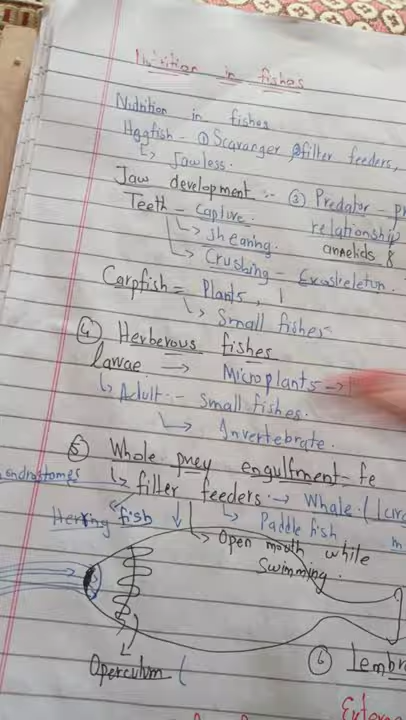 Nutrition in fishes
Nutrition in fishes
Hagfish - ① Scavanger, ② filter feeders,
↳ Jawless.
Jaw development :- ③ Predator pr
Teeth - Capture. relationship
↳ Shearing. annelids &
↳ Crushing - Exoskeleton.
Carpfish = Plants,
↳ Small fishes
④ Herberous fishes
larvae ⇒ Microplants →
↳ Adult :- Small fishes.
↳ Invertebrate.
⑤ Whole prey engulfment - fe
↳ filter feeders. → Whale
Herring fish ↳ Paddle fish
↳ Open mouth while
Swimming.
Operculum
⑥